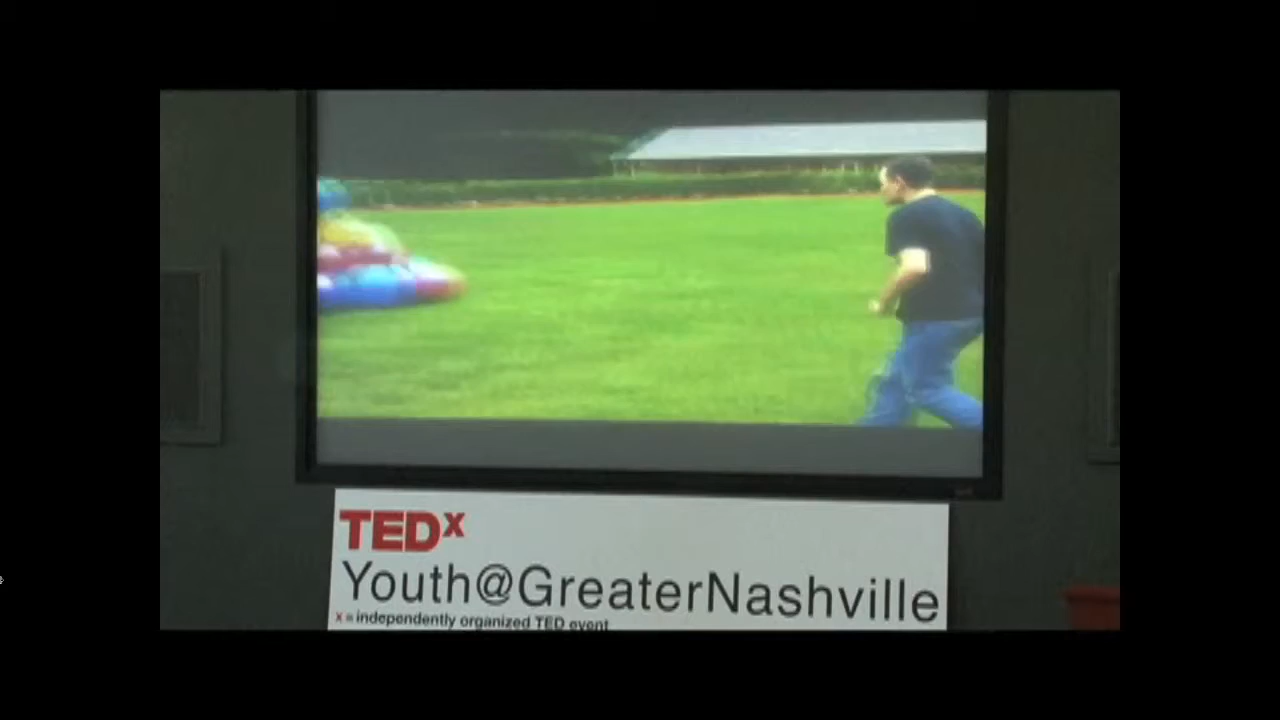 TEDx
Youth@GreaterNashville
x = independently organized TED event